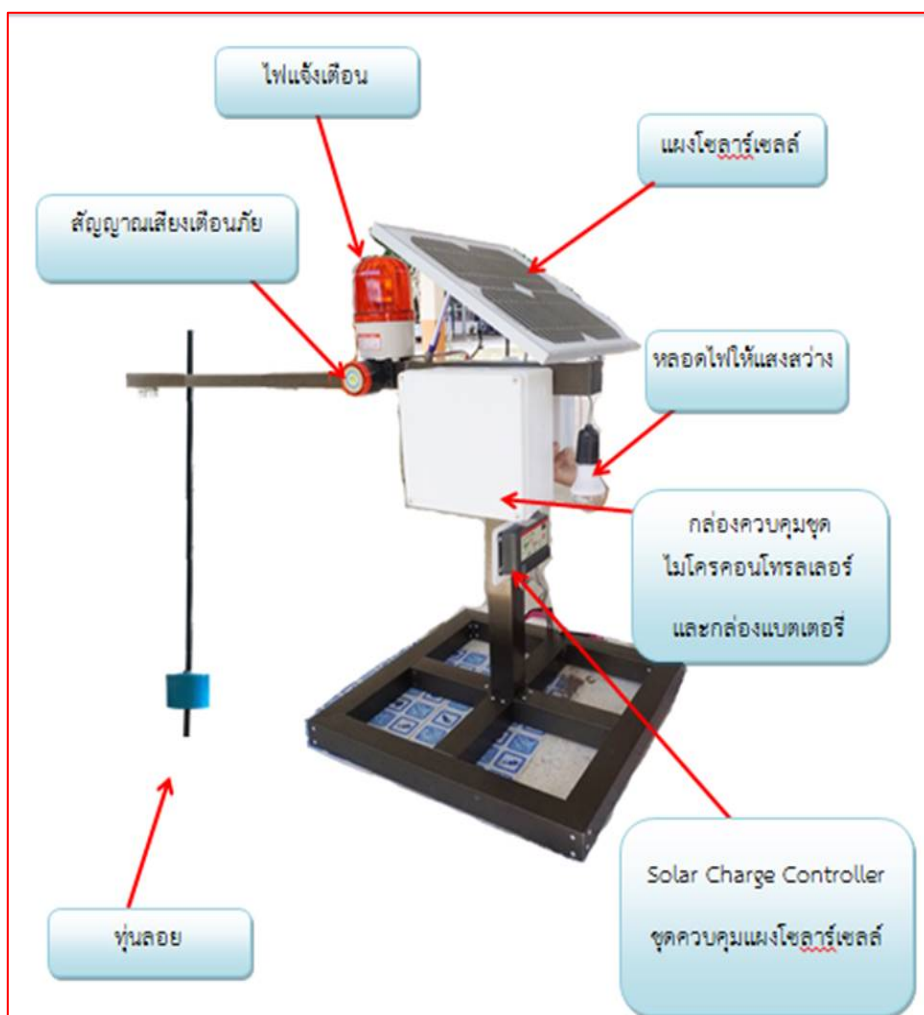 ไฟแจ้งเตือน
แผงโซลาร์เซลล์
สัญญาณเสียงเตือนภัย
หลอดไฟให้แสงสว่าง
กล่องควบคุมชุด
ไมโครคอนโทรลเลอร์
และกล่องแบตเตอรี่
Solar Charge Controller
ชุดควบคุมแผงโซลาร์เซลล์
ทุ่นลอย